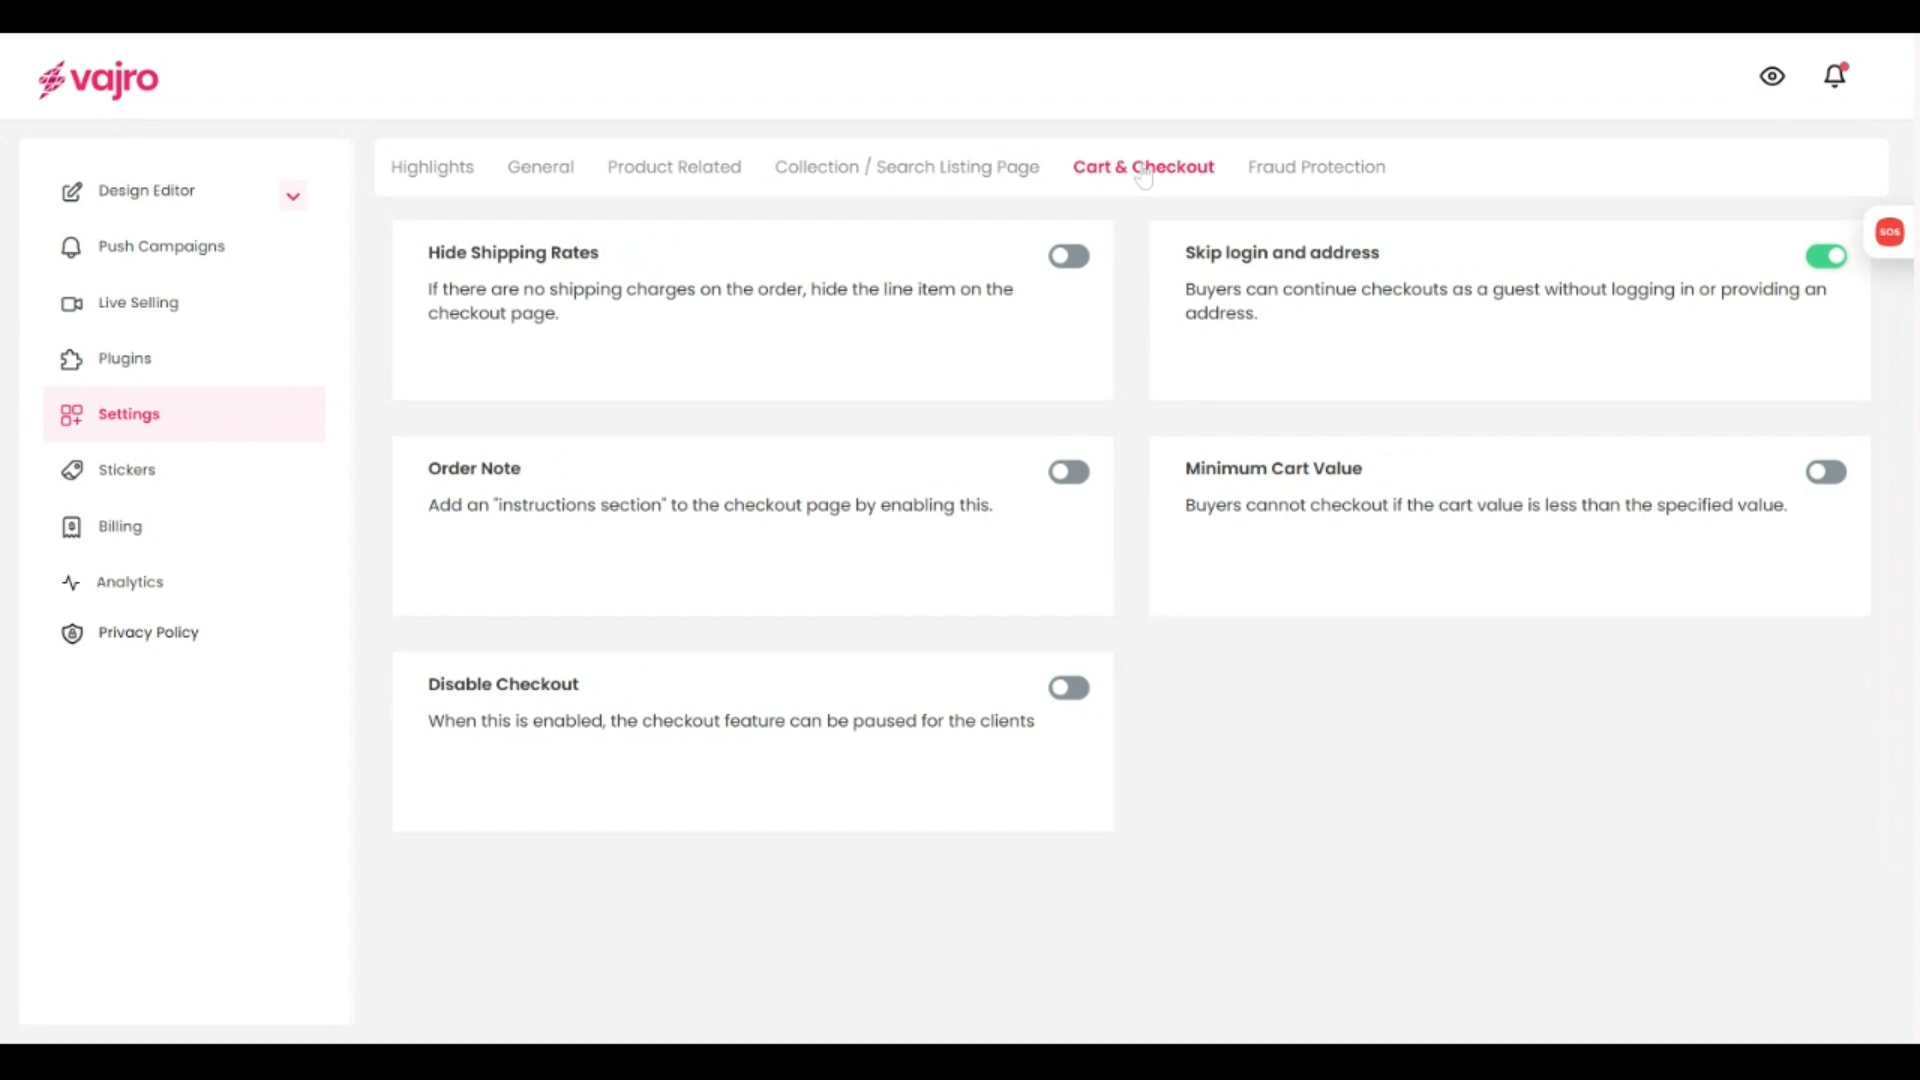 vajro
Design Editor
Push Campaigns
Live Selling
Plugins
Settings
Stickers
Billing
Analytics
Privacy Policy
Highlights
General
Product Related
Collection / Search Listing Page
Cart & Checkout
Fraud Protection
Hide Shipping Rates
If there are no shipping charges on the order, hide the line item on the
checkout page.
Skip login and address
Buyers can continue checkouts as a guest without logging in or providing an
address.
SOS
Order Note
Add an "instructions section" to the checkout page by enabling this.
Minimum Cart Value
Buyers cannot checkout if the cart value is less than the specified value.
Disable Checkout
When this is enabled, the checkout feature can be paused for the clients